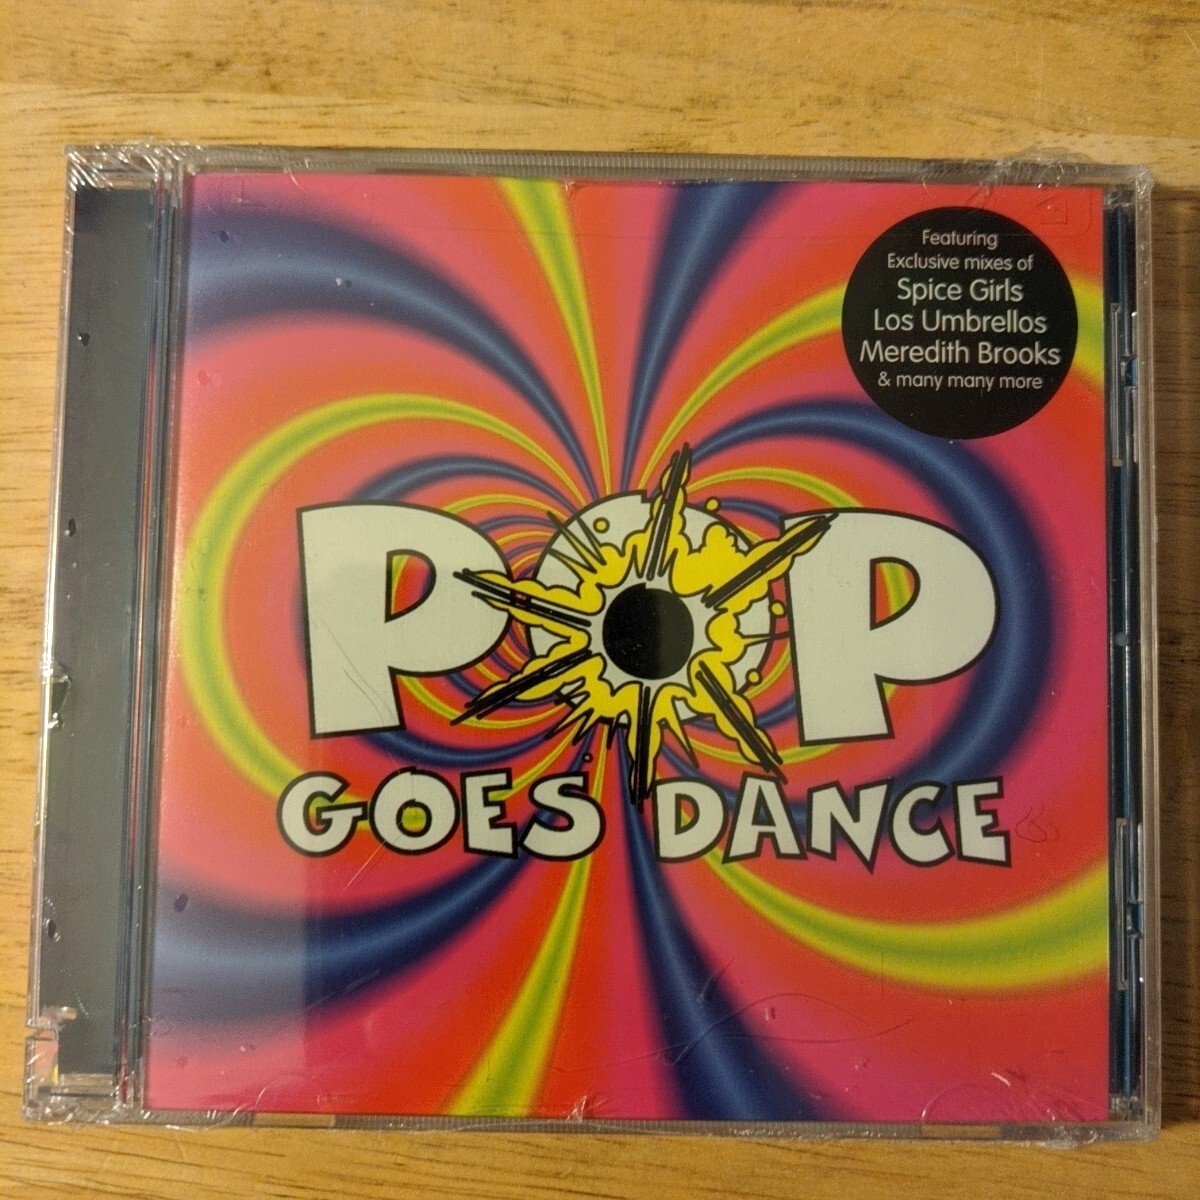 Featuring
Exclusive mixes of
Spice Girls
Los Umbrellos
Meredith Brooks
& many many more
POP
GOES DANCE